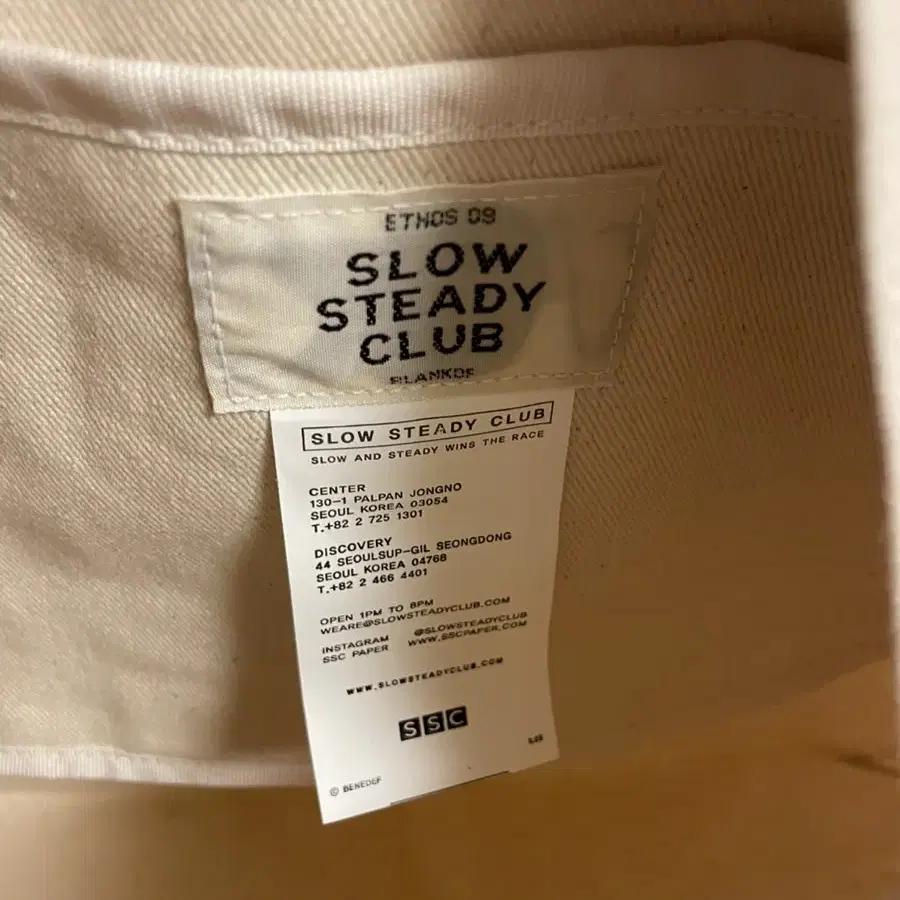 ETHOS 09
SLOW
STEADY
CLUB
BLANKOF
SLOW STEADY CLUB
SLOW AND STEADY WINS THE RACE
CENTER
130-1 PALPAN JONGNO
SEOUL KOREA 03054
T.+82 2 725 1301
DISCOVERY
44 SEOULSUP-GIL SEONGDONG
SEOUL KOREA 04768
T.+82 2 466 4401
OPEN 1PM TO 8PM
WEARE@SLOWSTEADYCLUB.COM
INSTAGRAM @SLOWSTEADYCLUB
SSC PAPER WWW.SSCPAPER.COM
WWW.SLOWSTEADYCLUB.COM
SSC
© BENEDEF